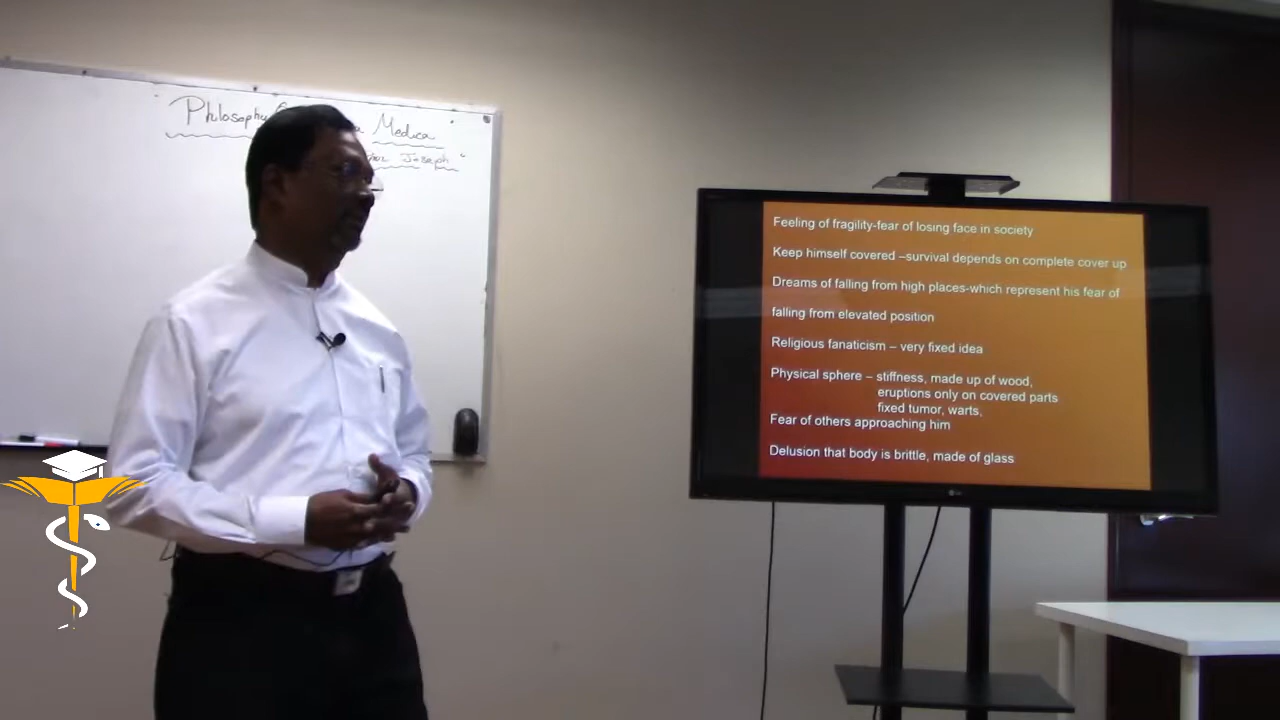 Philosophy Medica
Joseph"
Feeling of fragility-fear of losing face in society
Keep himself covered –survival depends on complete cover up
Dreams of falling from high places-which represent his fear of
falling from elevated position
Religious fanaticism – very fixed idea
Physical sphere – stiffness, made up of wood,
eruptions only on covered parts
fixed tumor, warts,
Fear of others approaching him
Delusion that body is brittle, made of glass